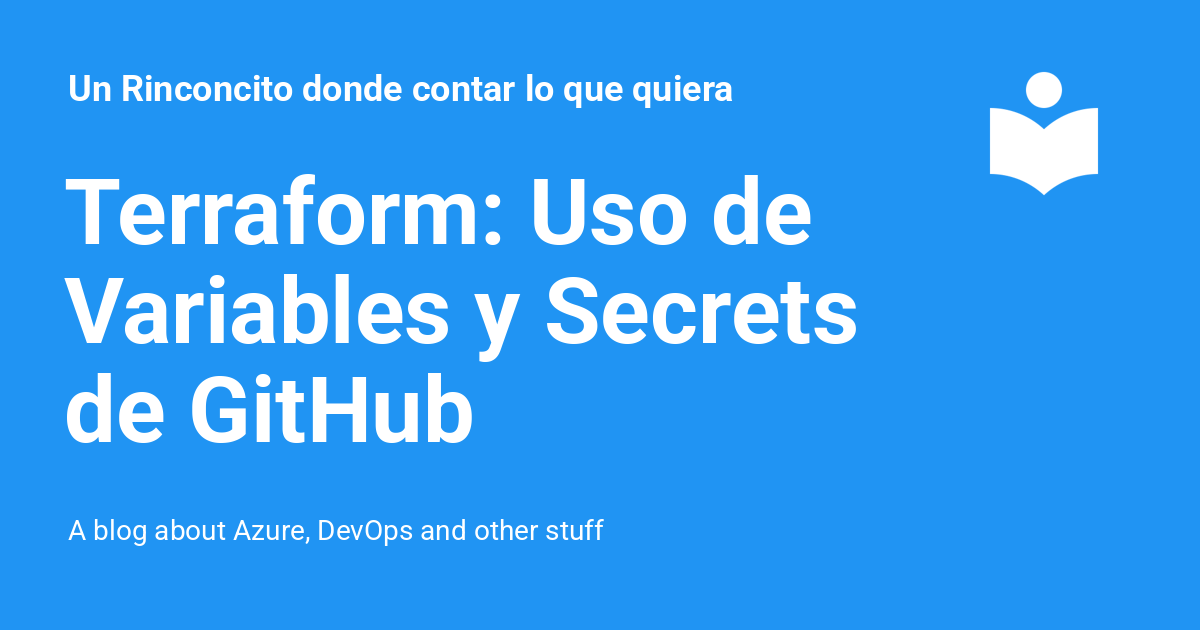 Un Rinconcito donde contar lo que quiera
Terraform: Uso de
Variables y Secrets
de GitHub
A blog about Azure, DevOps and other stuff